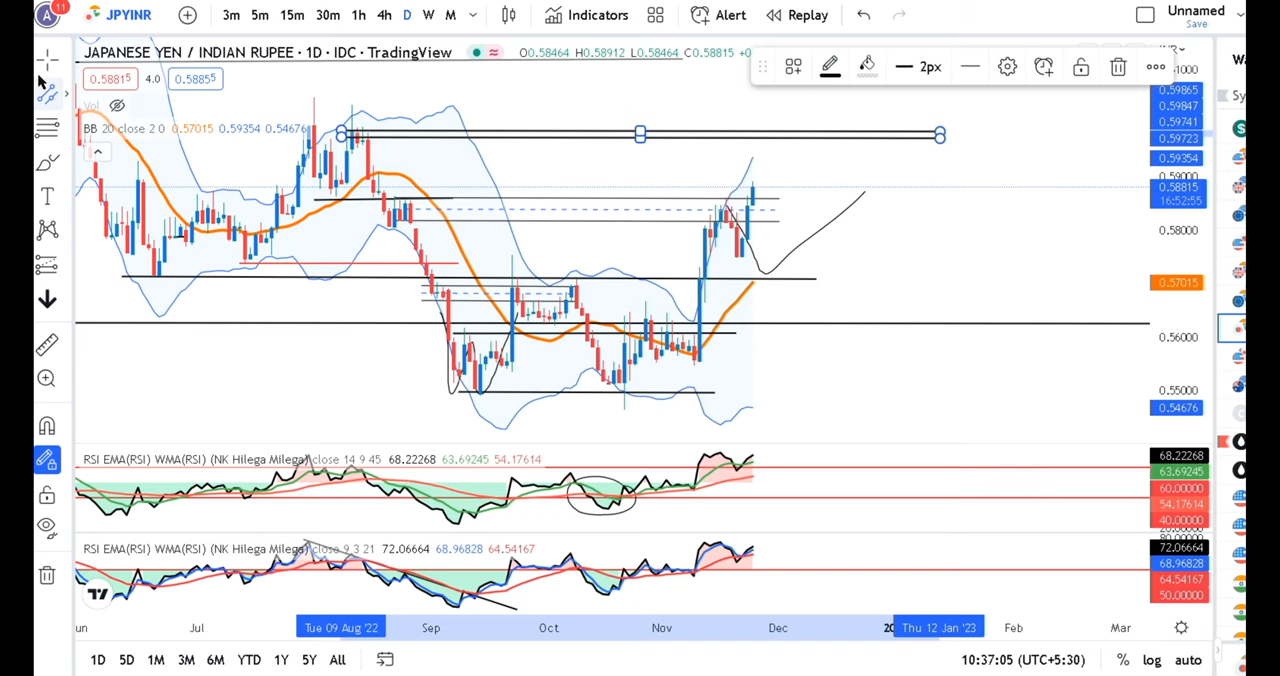 A 11 JPYINR 3m 5m 15m 30m 1h 4h D W M Indicators Alert Replay Unnamed
Save
JAPANESE YEN / INDIAN RUPEE · 1D · IDC · TradingView O0.58464 H0.58912 L0.58464 C0.58815 +0
2px
0.58815 4.0 0.58855
Vol
BB 20 close 2 0 0.57015 0.59354 0.54676
0.59865
0.59847
0.59741
0.59723
0.59354
0.59000
0.58815
16:52:55
0.58000
0.57015
0.56000
0.55000
0.54676
RSI EMA(RSI) WMA(RSI) (NK Hilega Milega) close 14 9 45 68.22268 63.69245 54.17614
68.22268
63.69245
60.00000
54.17614
40.00000
RSI EMA(RSI) WMA(RSI) (NK Hilega Milega) close 9 3 21 72.06664 68.96828 64.54167
72.06664
68.96828
64.54167
50.00000
Jul Tue 09 Aug '22 Sep Oct Nov Dec Thu 12 Jan '23 Feb Mar
1D 5D 1M 3M 6M YTD 1Y 5Y All 10:37:05 (UTC+5:30) % log auto